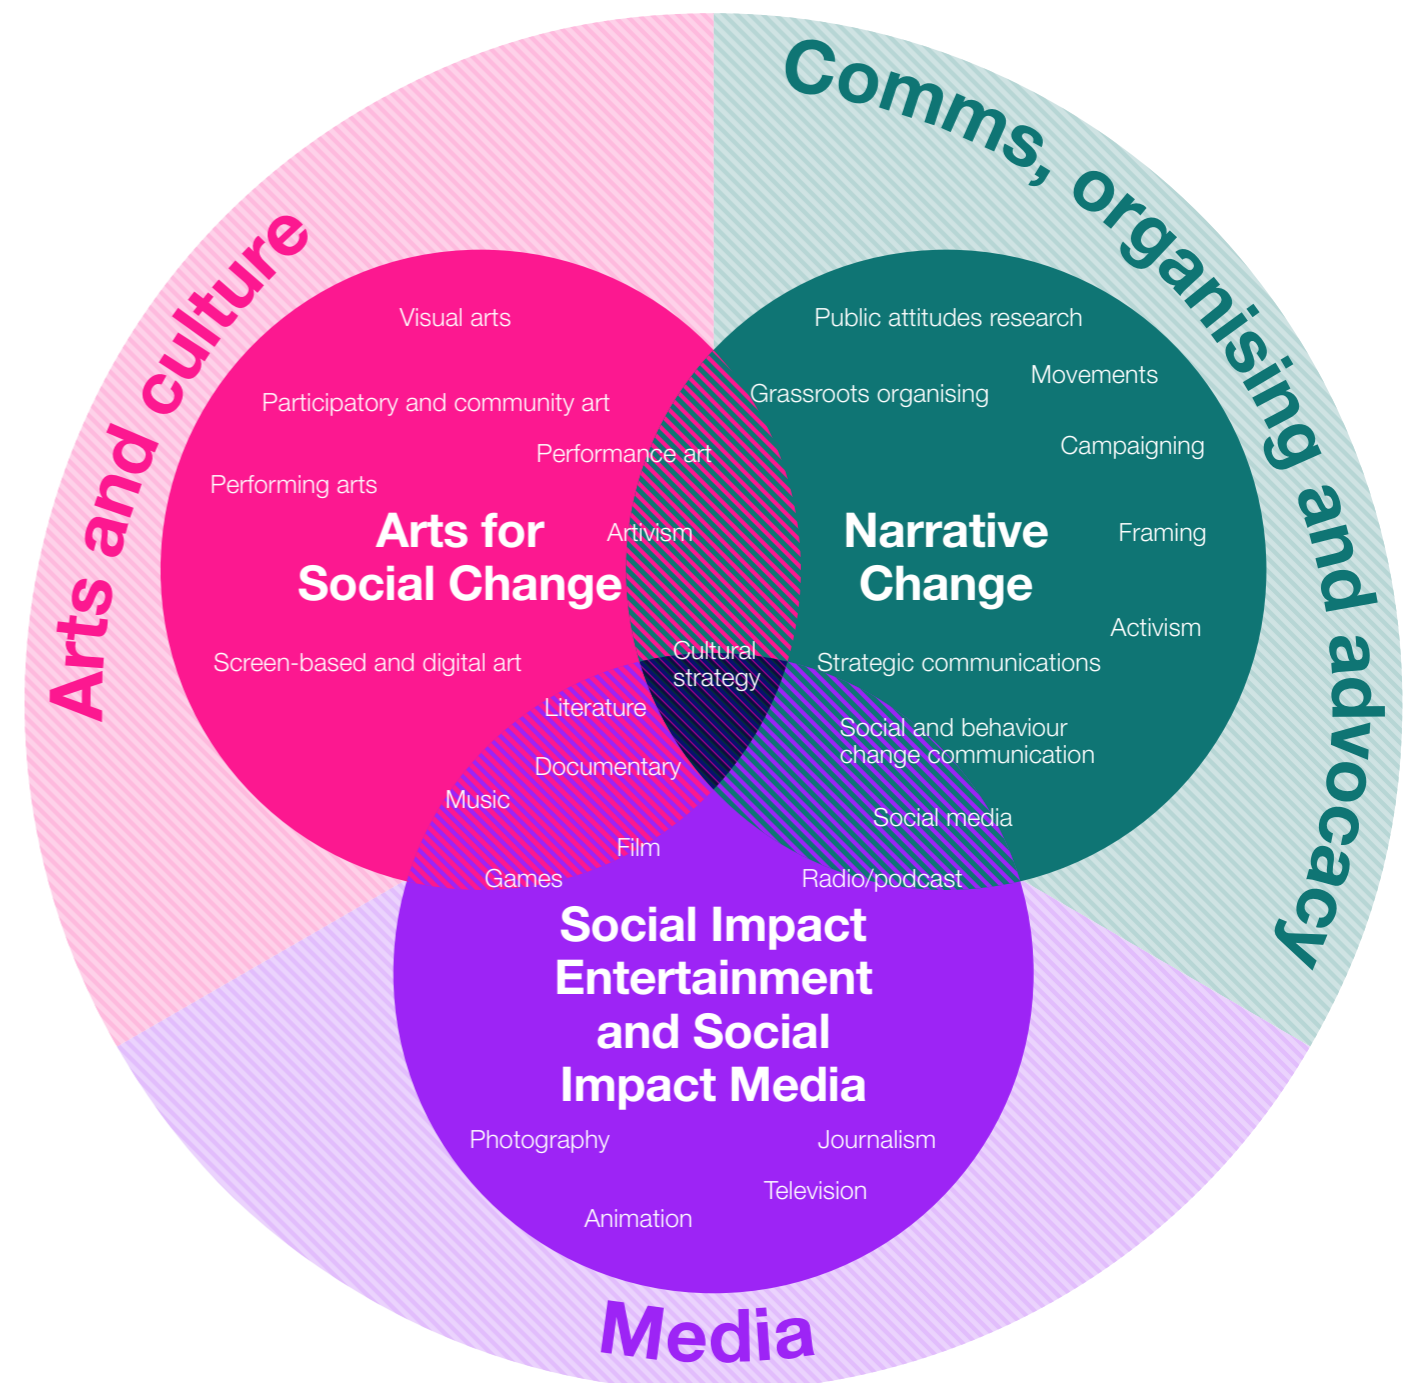 Comms, organising and advocacy
Arts and culture
Visual arts
Public attitudes research
Movements
Participatory and community art
Grassroots organising
Performance art
Campaigning
Performing arts
Arts for
Social Change
Artivism
Narrative
Change
Framing
Activism
Screen-based and digital art
Cultural
strategy
Strategic communications
Literature
Social and behaviour
change communication
Documentary
Music
Social media
Film
Games
Radio/podcast
Social Impact
Entertainment
and Social
Impact Media
Photography
Journalism
Television
Animation
Media